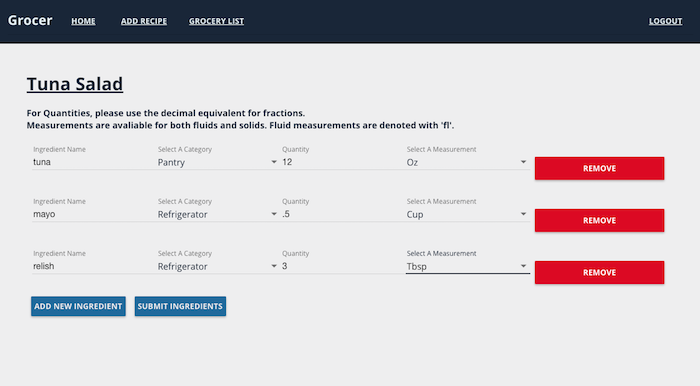 Grocer HOME ADD RECIPE GROCERY LIST LOGOUT
Tuna Salad
For Quantities, please use the decimal equivalent for fractions.
Measurements are avaliable for both fluids and solids. Fluid measurements are denoted with 'fl'.
Ingredient Name Select A Category Quantity Select A Measurement
tuna Pantry 12 Oz REMOVE
Ingredient Name Select A Category Quantity Select A Measurement
mayo Refrigerator .5 Cup REMOVE
Ingredient Name Select A Category Quantity Select A Measurement
relish Refrigerator 3 Tbsp REMOVE
ADD NEW INGREDIENT SUBMIT INGREDIENTS